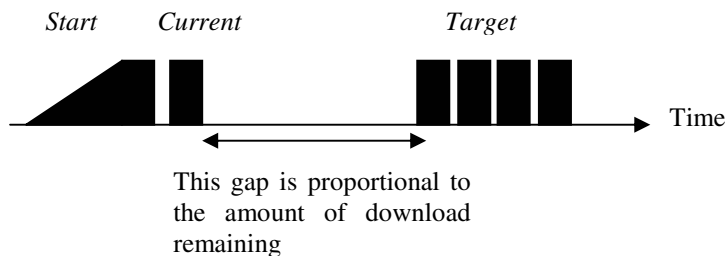 Start Current Target
Time
This gap is proportional to
the amount of download
remaining